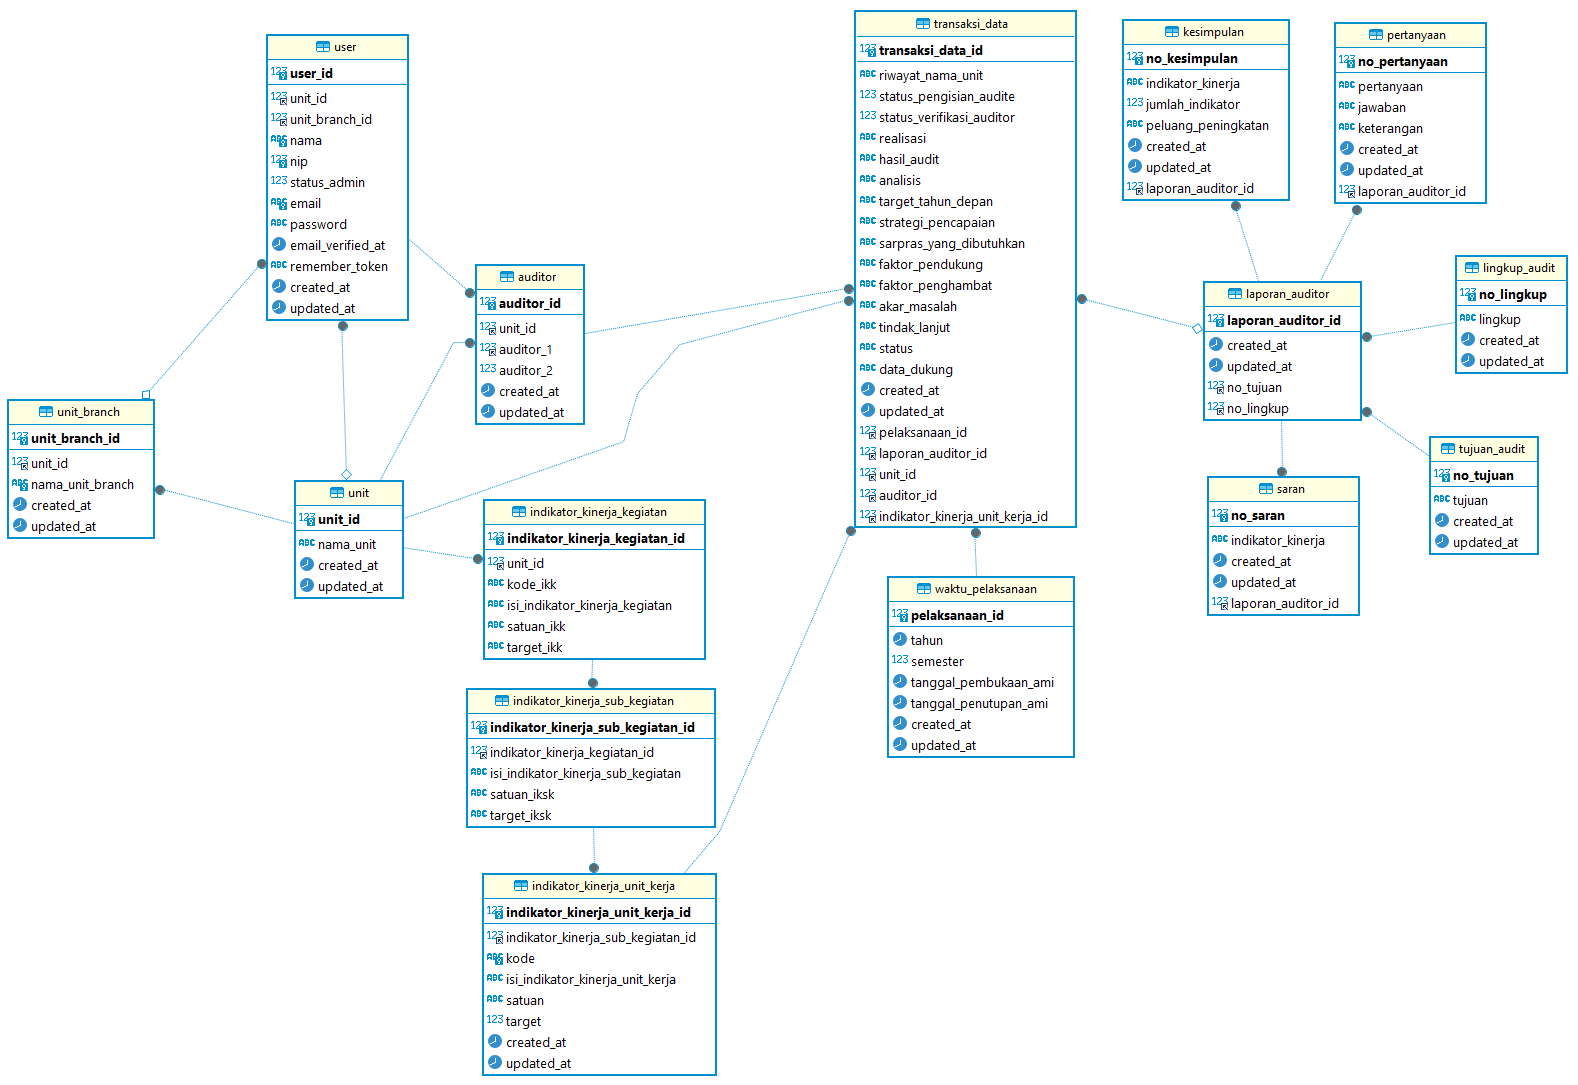 user
user_id
unit_id
unit_branch_id
nama
nip
status_admin
email
password
email_verified_at
remember_token
created_at
updated_at
unit_branch
unit_branch_id
unit_id
nama_unit_branch
created_at
updated_at
unit
unit_id
nama_unit
created_at
updated_at
auditor
auditor_id
unit_id
auditor_1
auditor_2
created_at
updated_at
indikator_kinerja_kegiatan
indikator_kinerja_kegiatan_id
unit_id
kode_ikk
isi_indikator_kinerja_kegiatan
satuan_ikk
target_ikk
indikator_kinerja_sub_kegiatan
indikator_kinerja_sub_kegiatan_id
indikator_kinerja_kegiatan_id
isi_indikator_kinerja_sub_kegiatan
satuan_iksk
target_iksk
indikator_kinerja_unit_kerja
indikator_kinerja_unit_kerja_id
indikator_kinerja_sub_kegiatan_id
kode
isi_indikator_kinerja_unit_kerja
satuan
target
created_at
updated_at
transaksi_data
transaksi_data_id
riwayat_nama_unit
status_pengisian_audite
status_verifikasi_auditor
realisasi
hasil_audit
analisis
target_tahun_depan
strategi_pencapaian
sarpras_yang_dibutuhkan
faktor_pendukung
faktor_penghambat
akar_masalah
tindak_lanjut
status
data_dukung
created_at
updated_at
pelaksanaan_id
laporan_auditor_id
unit_id
auditor_id
indikator_kinerja_unit_kerja_id
waktu_pelaksanaan
pelaksanaan_id
tahun
semester
tanggal_pembukaan_ami
tanggal_penutupan_ami
created_at
updated_at
kesimpulan
no_kesimpulan
indikator_kinerja
jumlah_indikator
peluang_peningkatan
created_at
updated_at
laporan_auditor_id
pertanyaan
no_pertanyaan
pertanyaan
jawaban
keterangan
created_at
updated_at
laporan_auditor_id
laporan_auditor
laporan_auditor_id
created_at
updated_at
no_tujuan
no_lingkup
lingkup_audit
no_lingkup
lingkup
created_at
updated_at
tujuan_audit
no_tujuan
tujuan
created_at
updated_at
saran
no_saran
indikator_kinerja
created_at
updated_at
laporan_auditor_id